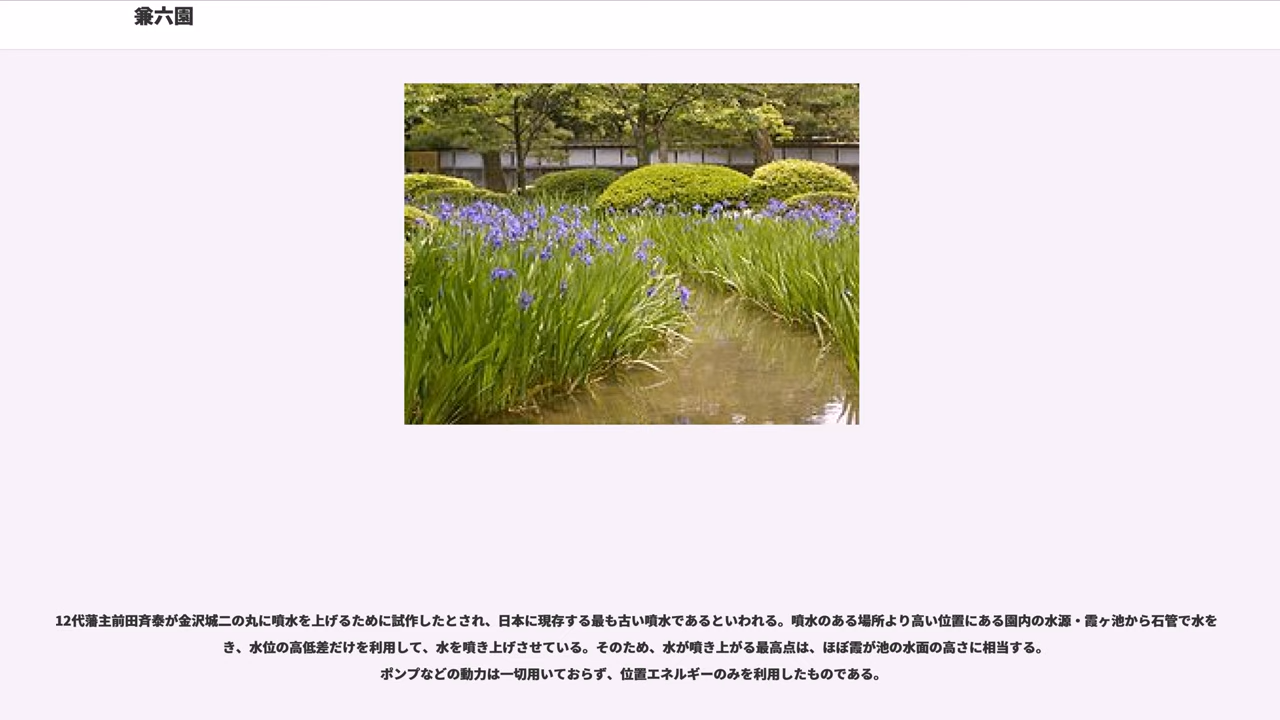 兼六園
12代藩主前田斉泰が金沢城二の丸に噴水を上げるために試作したとされ、日本に現存する最も古い噴水であるといわれる。噴水のある場所より高い位置にある園内の水源・霞ヶ池から石管で水を
き、水位の高低差だけを利用して、水を噴き上げさせている。そのため、水が噴き上がる最高点は、ほぼ霞が池の水面の高さに相当する。
ポンプなどの動力は一切用いておらず、位置エネルギーのみを利用したものである。